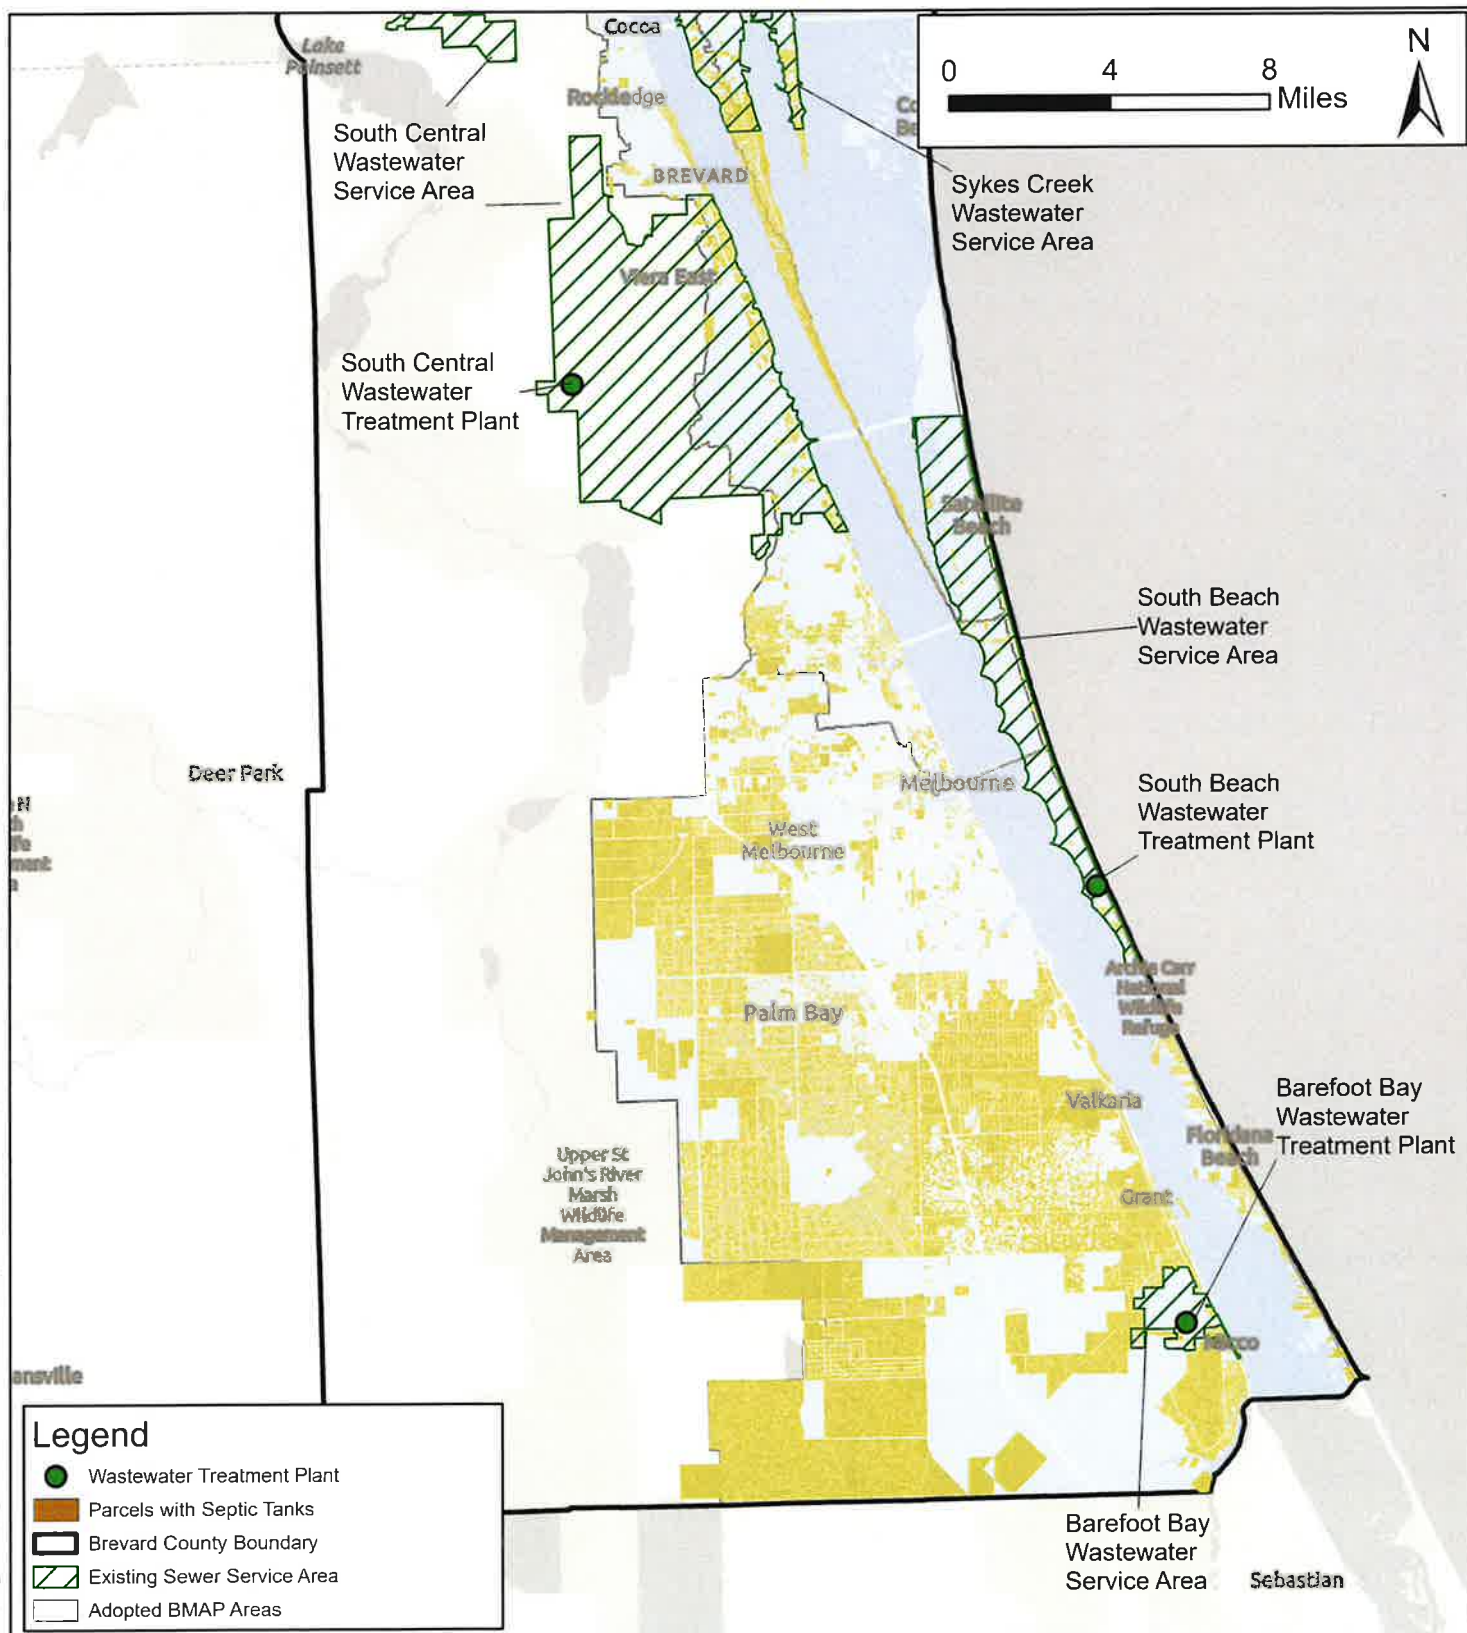 Cocoa
Lake
Poinsett
Rockledge
0 4 8
Miles
N
South Central
Wastewater
Service Area
BREVARD
Sykes Creek
Wastewater
Service Area
Viera East
South Central
Wastewater
Treatment Plant
Satellite
Beach
South Beach
Wastewater
Service Area
Deer Park
Melbourne
South Beach
Wastewater
Treatment Plant
West
Melbourne
Archie Carr
National
Wildlife
Refuge
Palm Bay
Valkaria
Barefoot Bay
Wastewater
Treatment Plant
Floridana
Beach
Upper St
John's River
Marsh
Wildlife
Management
Area
Grant
Micco
ansville
Legend
Wastewater Treatment Plant
Parcels with Septic Tanks
Brevard County Boundary
Existing Sewer Service Area
Adopted BMAP Areas
Barefoot Bay
Wastewater
Service Area
Sebastian